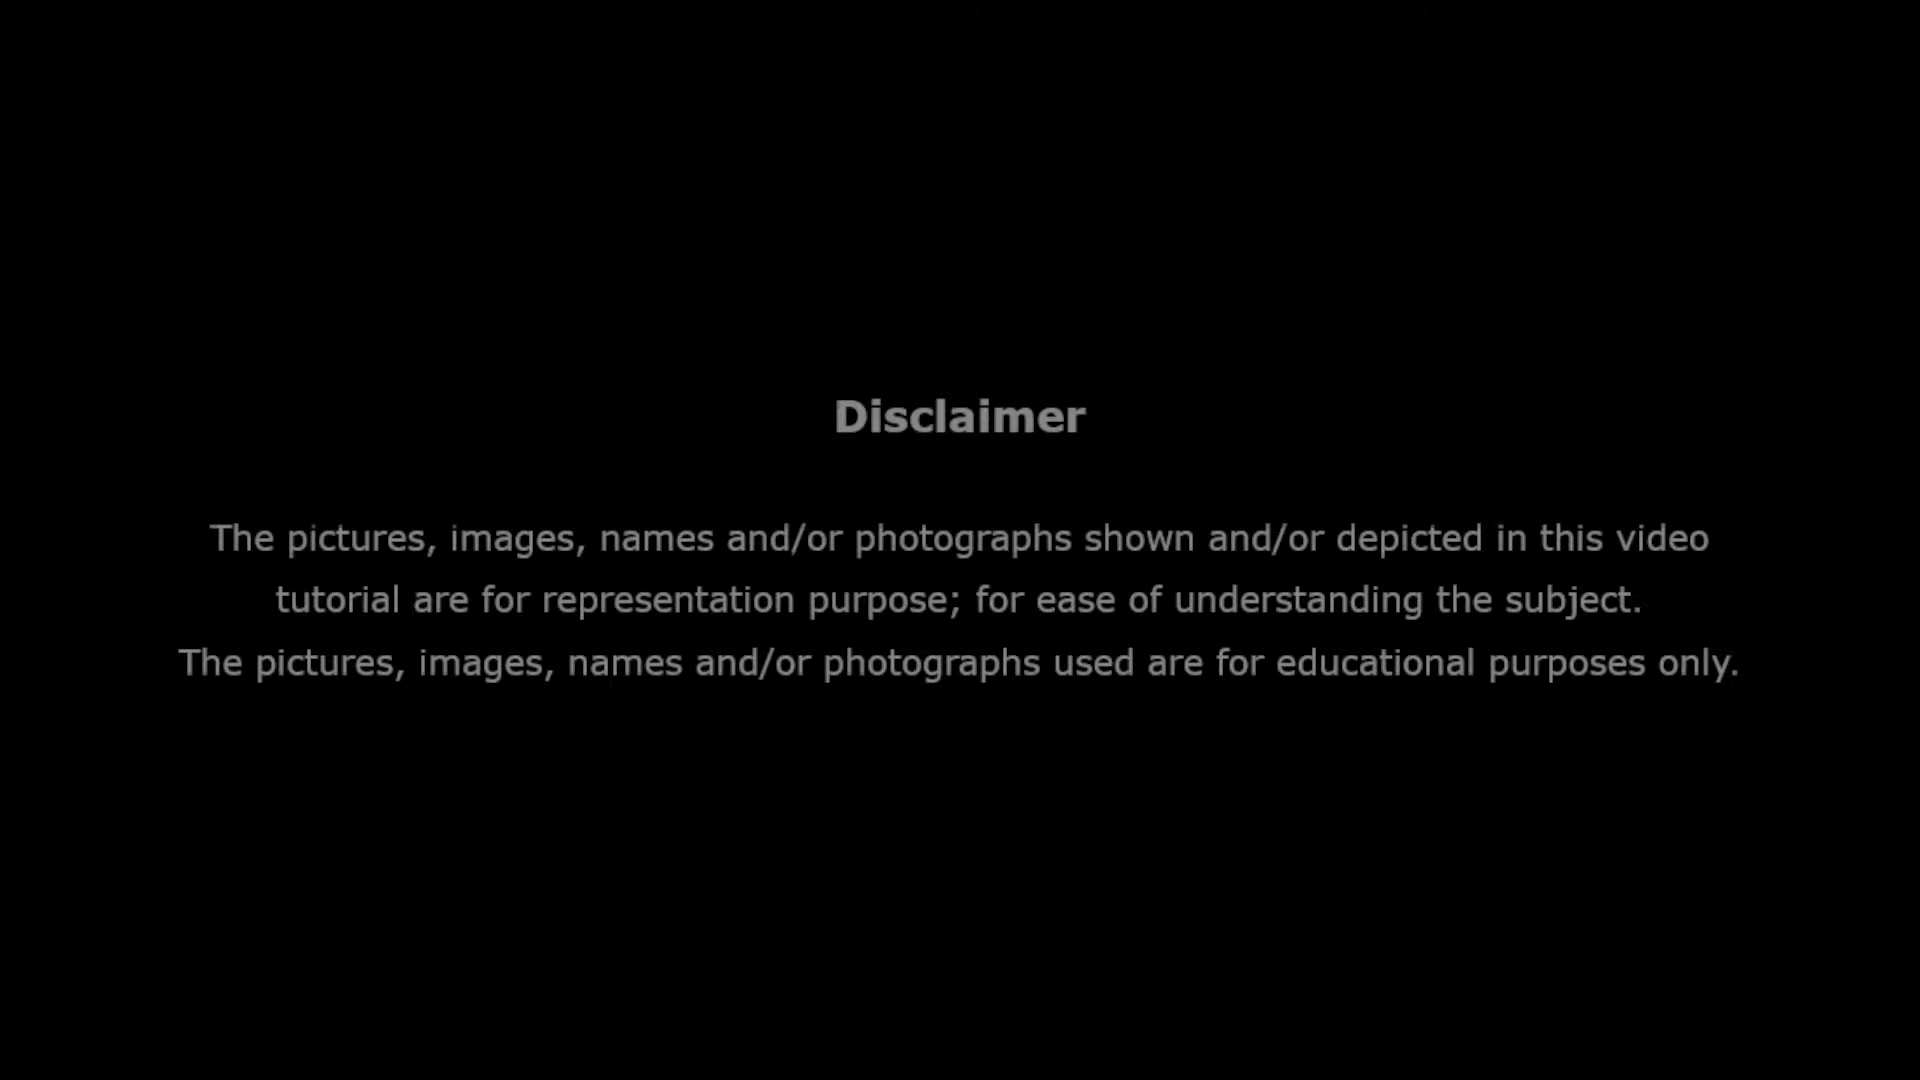 Disclaimer
The pictures, images, names and/or photographs shown and/or depicted in this video
tutorial are for representation purpose; for ease of understanding the subject.
The pictures, images, names and/or photographs used are for educational purposes only.